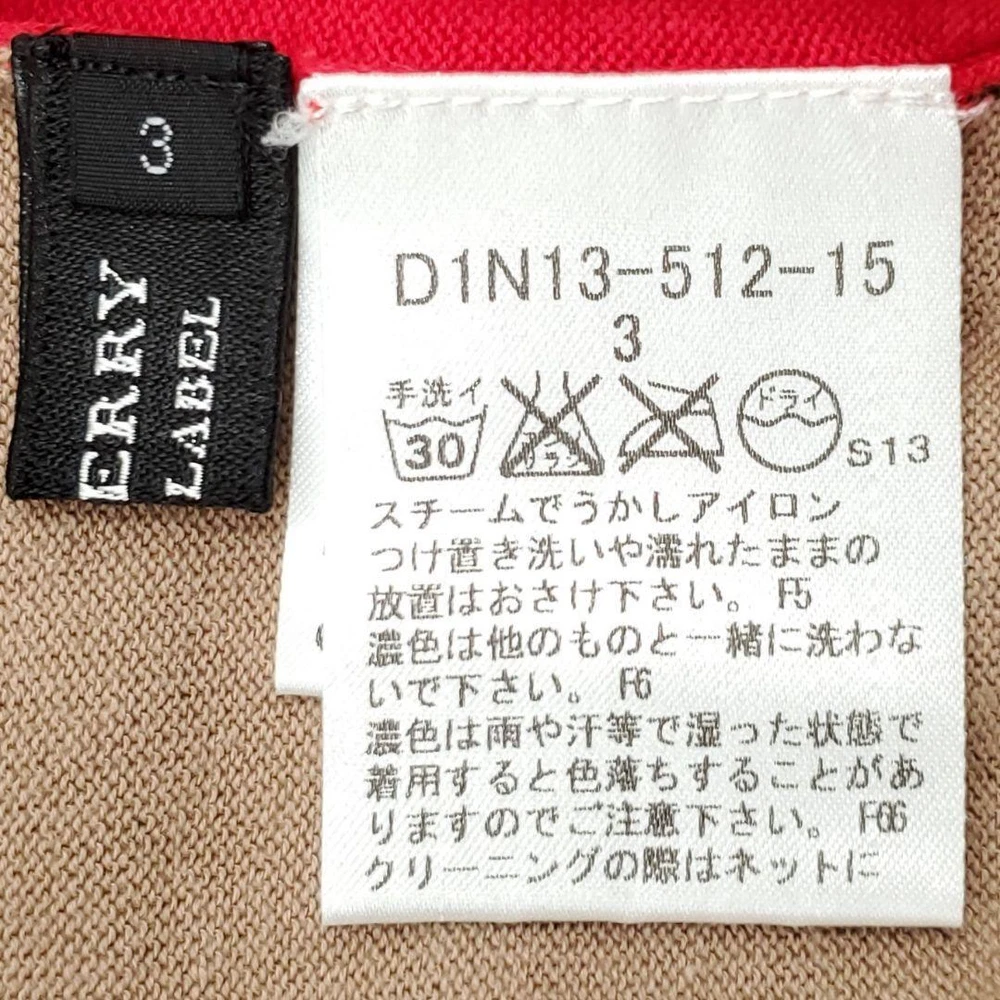 3
ERRY
LABEL
D1N13-512-15
3
手洗イ
30
ドライ
S13
スチームでうかしアイロン
つけ置き洗いや濡れたままの
放置はおさけ下さい。 F5
濃色は他のものと一緒に洗わな
いで下さい。 F6
濃色は雨や汗等で湿った状態で
着用すると色落ちすることがあ
りますのでご注意下さい。 F66
クリーニングの際はネットに